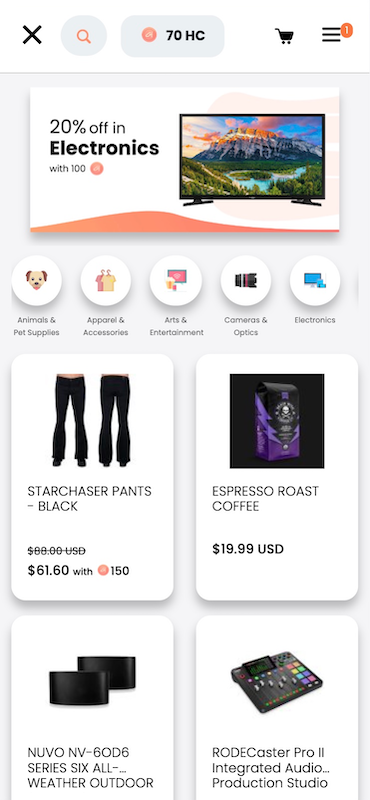 70 HC
1
20% off in
Electronics
with 100
Animals &
Pet Supplies
Apparel &
Accessories
Arts &
Entertainment
Cameras &
Optics
Electronics
STARCHASER PANTS
- BLACK
$88.00 USD
$61.60 with 150
ESPRESSO ROAST
COFFEE
$19.99 USD
NUVO NV-6OD6
SERIES SIX ALL-...
WEATHER OUTDOOR
RODECaster Pro II
Integrated Audio...
Production Studio